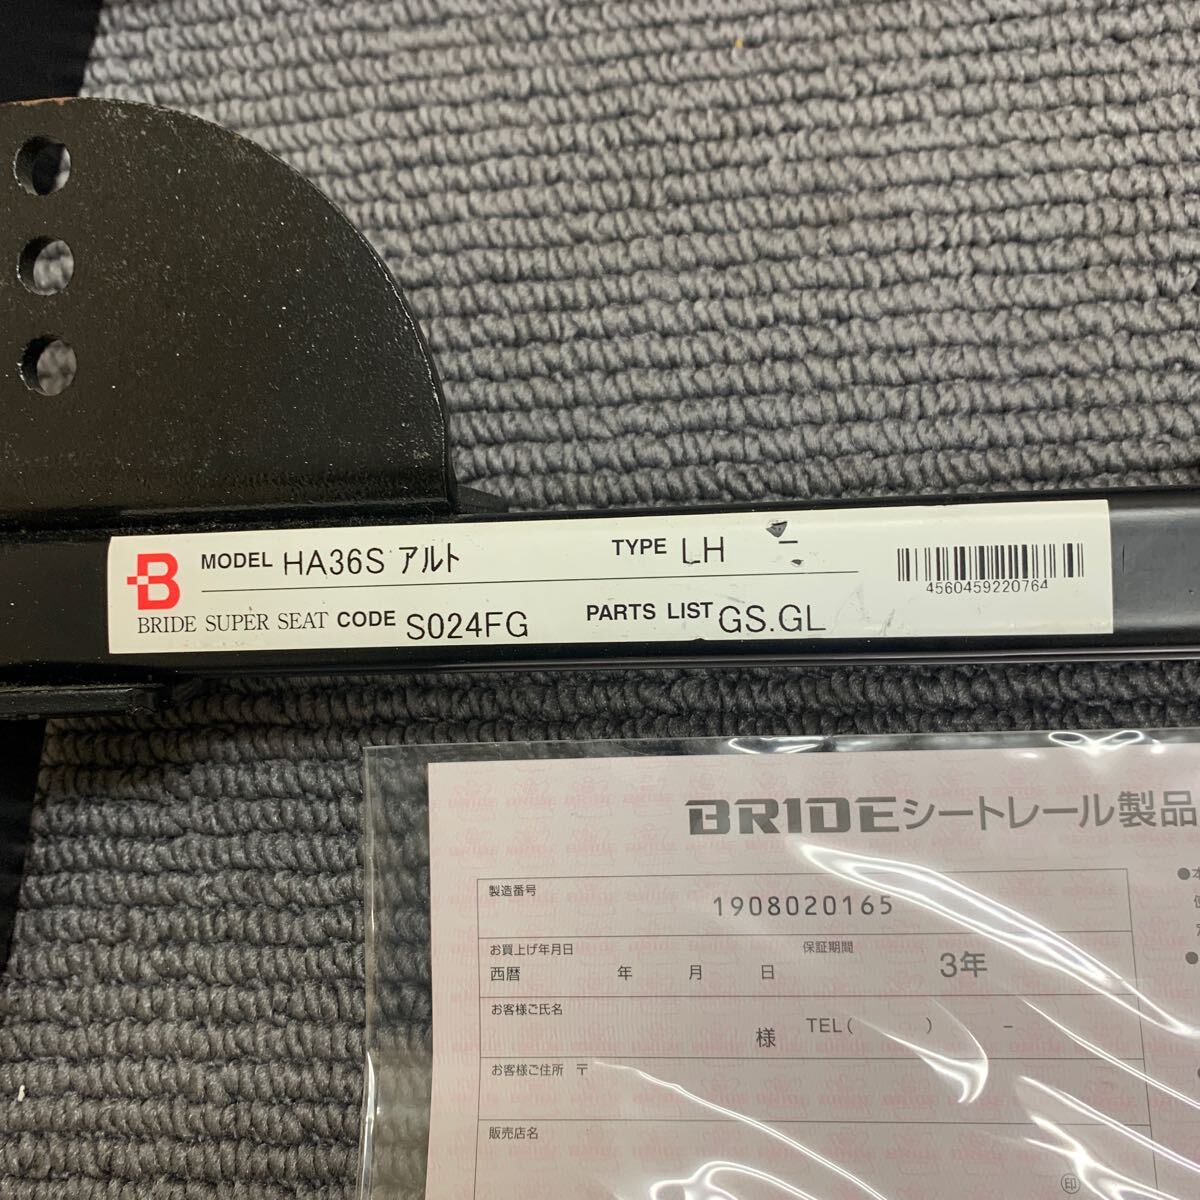 B
MODEL HA36S アルト TYPE LH -
BRIDE SUPER SEAT CODE S024FG PARTS LIST GS.GL
4560459220764
BRIDEシートレール製品
製造番号
1908020165
お買上げ年月日 保証期間
西暦 年 月 日 3年
お客様ご氏名
様 TEL( ) -
お客様ご住所 〒
販売店名
印